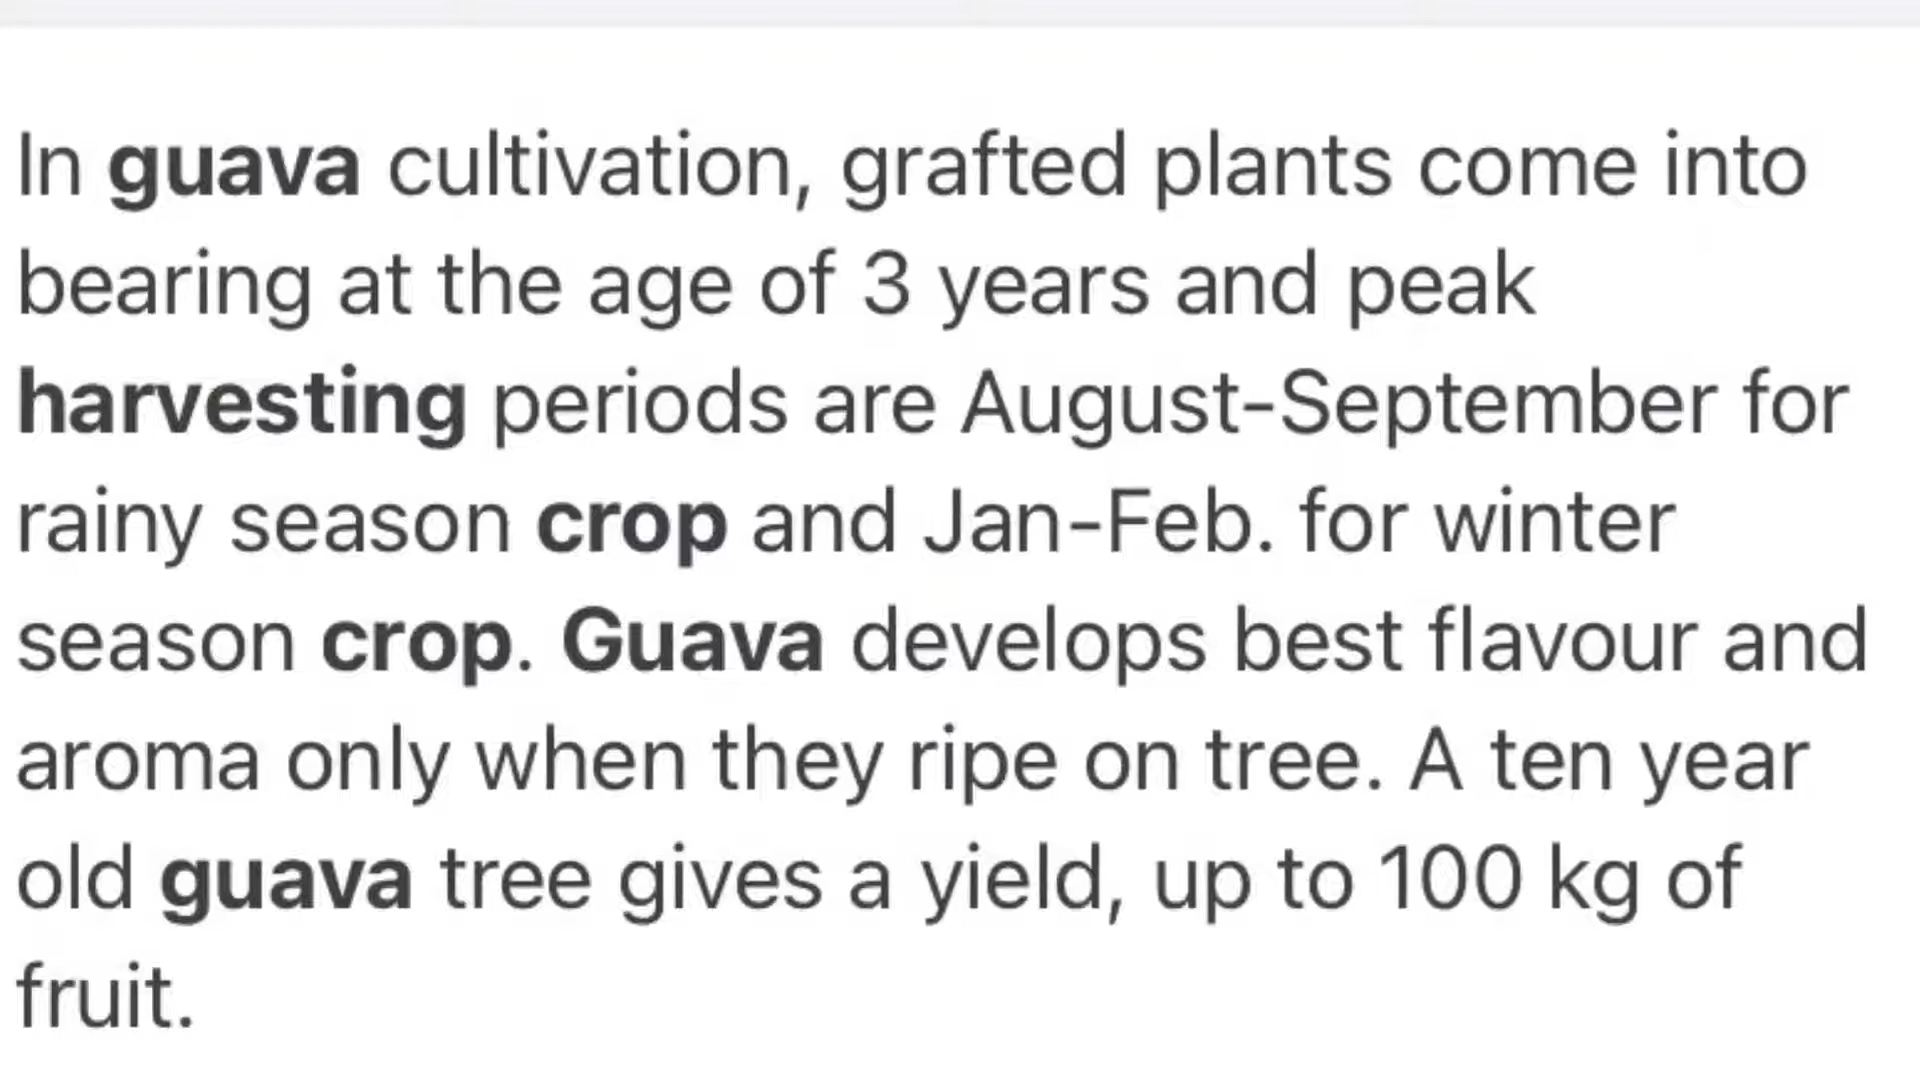 In guava cultivation, grafted plants come into
bearing at the age of 3 years and peak
harvesting periods are August-September for
rainy season crop and Jan-Feb. for winter
season crop. Guava develops best flavour and
aroma only when they ripe on tree. A ten year
old guava tree gives a yield, up to 100 kg of
fruit.